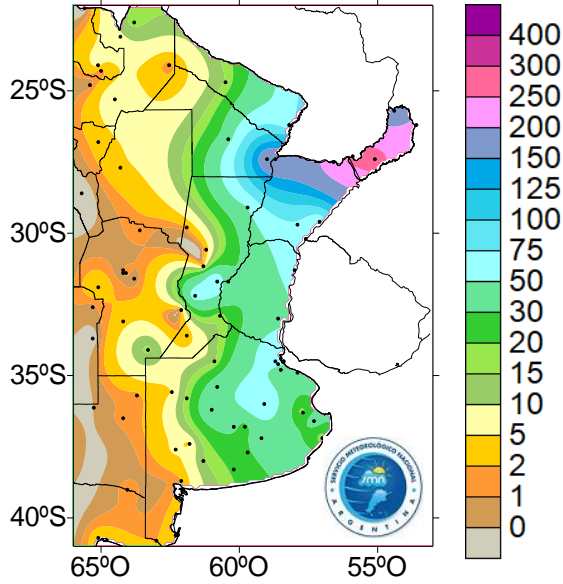 25ºS
30ºS
35ºS
40ºS
65ºO
60ºO
55ºO
400
300
250
200
150
125
100
75
50
30
20
15
10
5
2
1
0
SERVICIO METEOROLÓGICO NACIONAL
smn
ARGENTINA